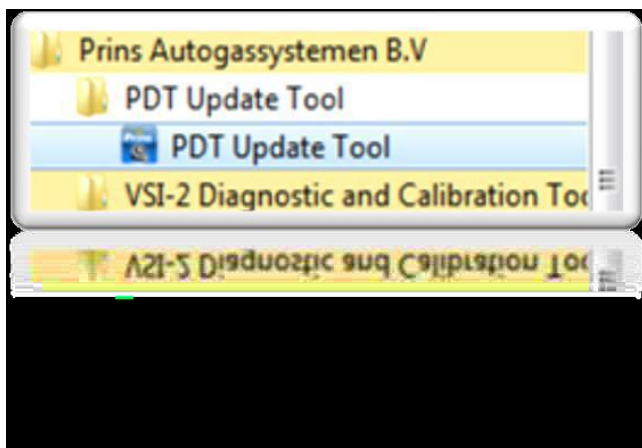 Prins Autogassystemen B.V
PDT Update Tool
PDT Update Tool
VSI-2 Diagnostic and Calibration Too